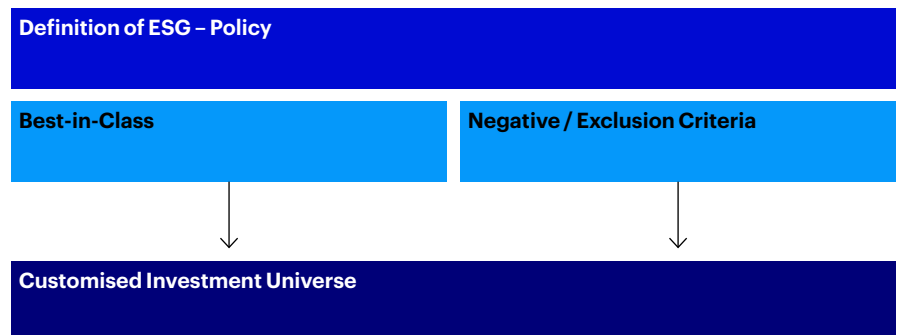 Definition of ESG – Policy
Best-in-Class
Negative / Exclusion Criteria
Customised Investment Universe